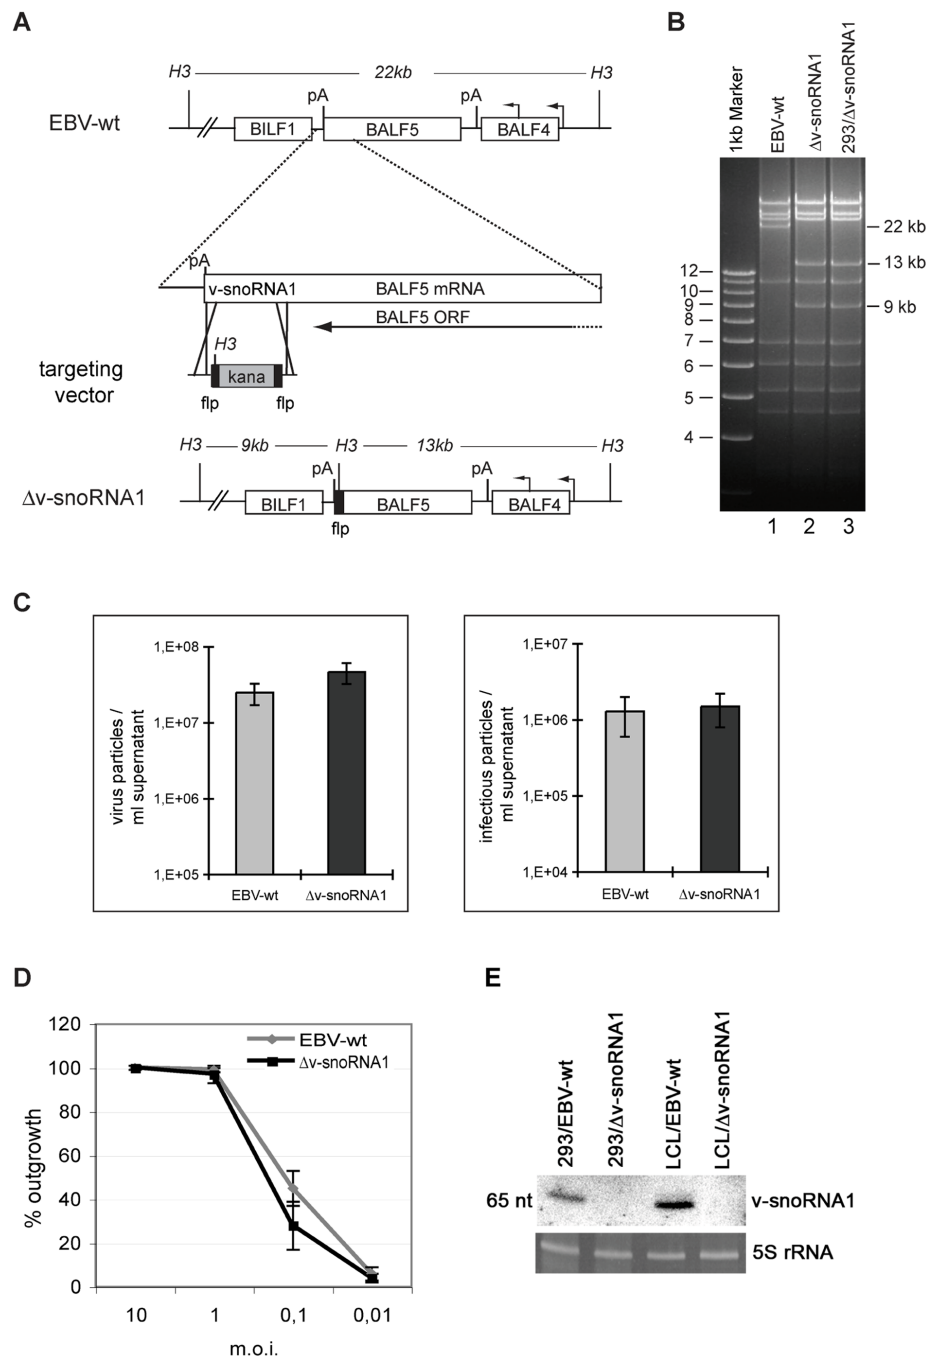 A
H3 22kb H3
pA pA
EBV-wt
BILF1 BALF5 BALF4
pA
v-snoRNA1 BALF5 mRNA
BALF5 ORF
H3
targeting
vector
kana
flp flp
H3 9kb H3 13kb H3
pA pA
Δv-snoRNA1
BILF1 BALF5 BALF4
flp
B
1kb Marker
EBV-wt
Δv-snoRNA1
293/Δv-snoRNA1
22 kb
13 kb
9 kb
12
10
9
8
7
6
5
4
1 2 3
C
virus particles /
ml supernatant
1,E+08
1,E+07
1,E+06
1,E+05
EBV-wt Δv-snoRNA1
infectious particles /
ml supernatant
1,E+07
1,E+06
1,E+05
1,E+04
EBV-wt Δv-snoRNA1
D
% outgrowth
120
100
80
60
40
20
0
EBV-wt
Δv-snoRNA1
10 1 0,1 0,01
m.o.i.
E
293/EBV-wt
293/Δv-snoRNA1
LCL/EBV-wt
LCL/Δv-snoRNA1
65 nt v-snoRNA1
5S rRNA